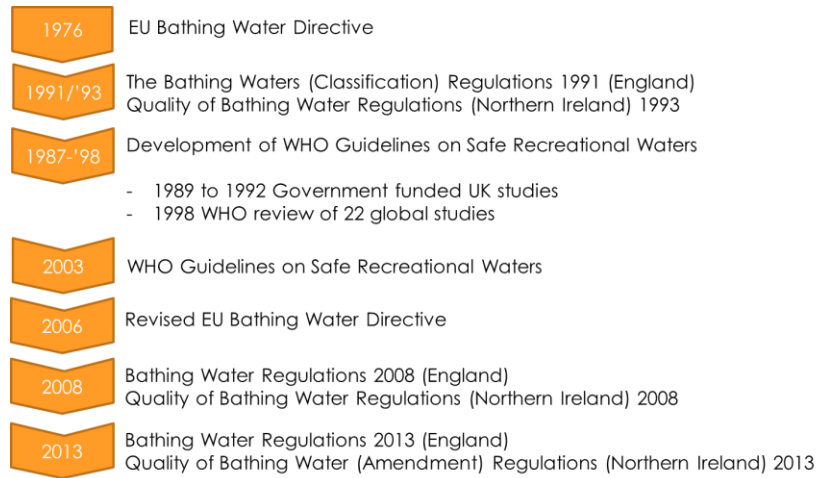 1976
EU Bathing Water Directive
1991/'93
The Bathing Waters (Classification) Regulations 1991 (England)
Quality of Bathing Water Regulations (Northern Ireland) 1993
1987-'98
Development of WHO Guidelines on Safe Recreational Waters
- 1989 to 1992 Government funded UK studies
- 1998 WHO review of 22 global studies
2003
WHO Guidelines on Safe Recreational Waters
2006
Revised EU Bathing Water Directive
2008
Bathing Water Regulations 2008 (England)
Quality of Bathing Water Regulations (Northern Ireland) 2008
2013
Bathing Water Regulations 2013 (England)
Quality of Bathing Water (Amendment) Regulations (Northern Ireland) 2013